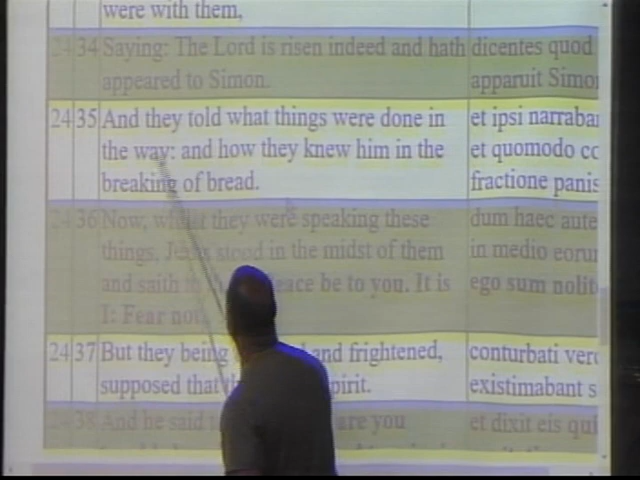 were with them,
24 34 Saying: The Lord is risen indeed and hath dicentes quod
appeared to Simon. apparuit Simo
24 35 And they told what things were done in et ipsi narraba
the way: and how they knew him in the et quomodo co
breaking of bread. fractione panis
24 36 Now, whilst they were speaking these dum haec aute
things, Jesus stood in the midst of them in medio eoru
and saith peace be to you. It is ego sum nolit
I: Fear not.
24 37 But they being and frightened, conturbati vero
supposed that spirit. existimabant s
24 38 And he said are you et dixit eis qui